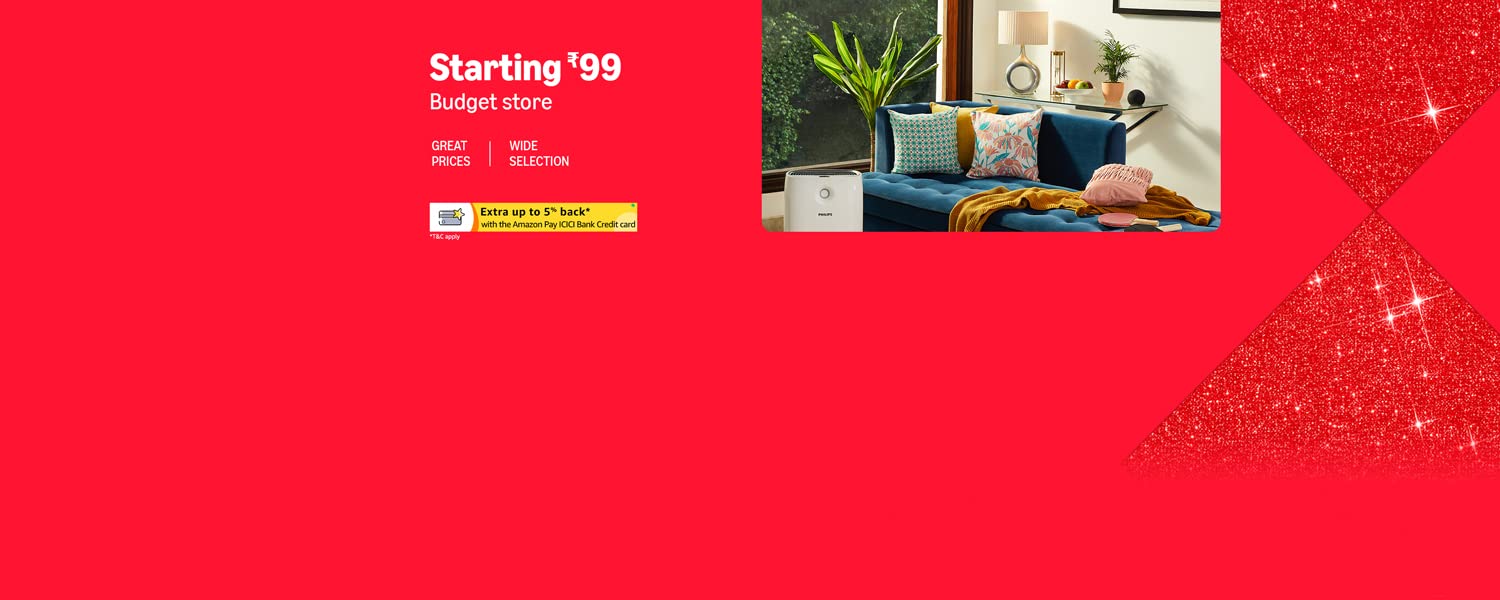 Starting ₹99
Budget store
GREAT PRICES
WIDE SELECTION
Extra up to 5% back*
with the Amazon Pay ICICI Bank Credit card
*T&C apply
PHILIPS